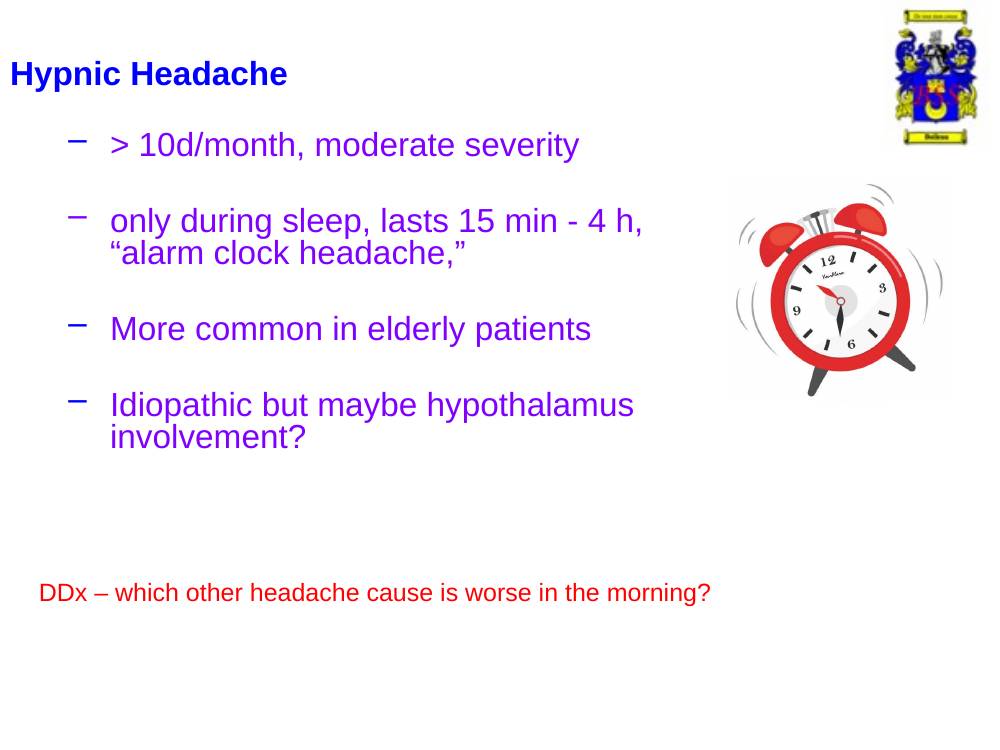 Hypnic Headache
– > 10d/month, moderate severity
– only during sleep, lasts 15 min - 4 h,
“alarm clock headache,”
– More common in elderly patients
– Idiopathic but maybe hypothalamus
involvement?
12
3
9
6
DDx – which other headache cause is worse in the morning?